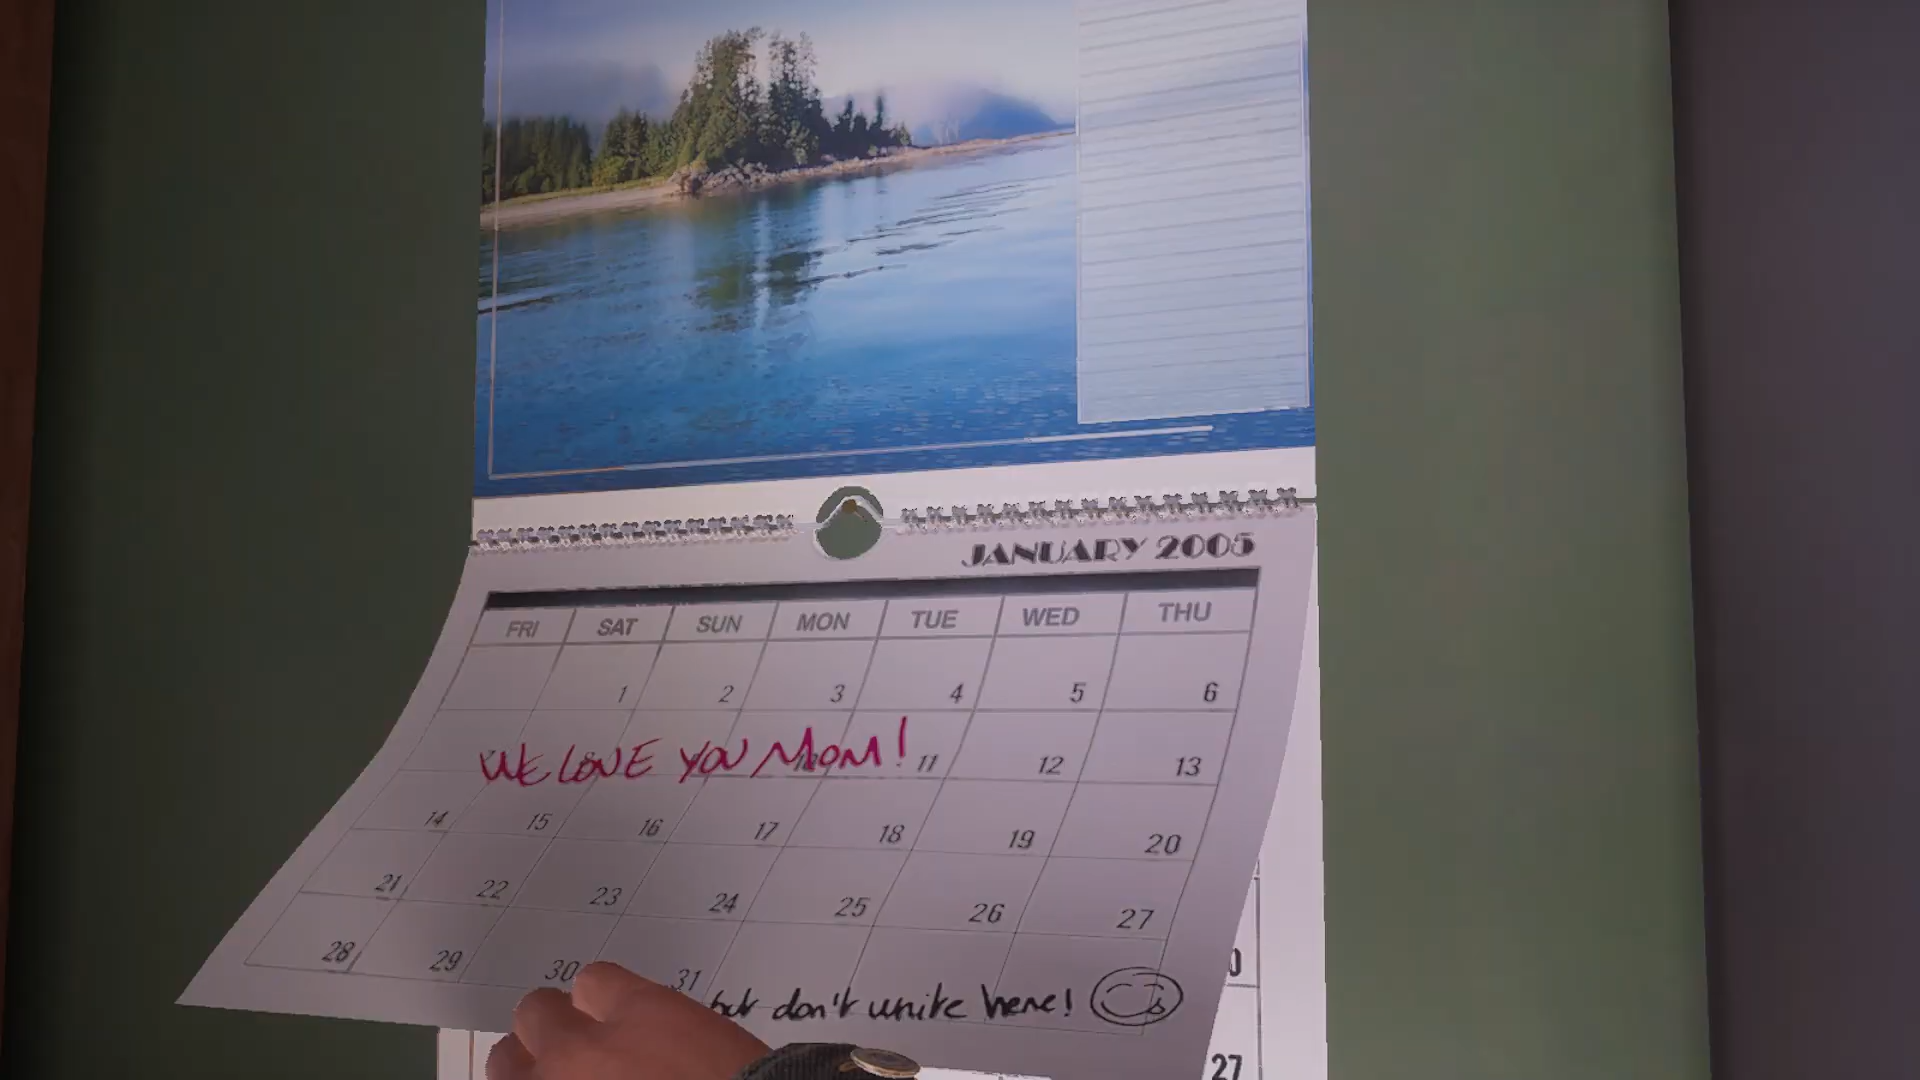 JANUARY 2005
FRI SAT SUN MON TUE WED THU
1 2 3 4 5 6
WE LOVE YOU MOM! 11 12 13
14 15 16 17 18 19 20
21 22 23 24 25 26 27
28 29 30 31
but don't write here!
27